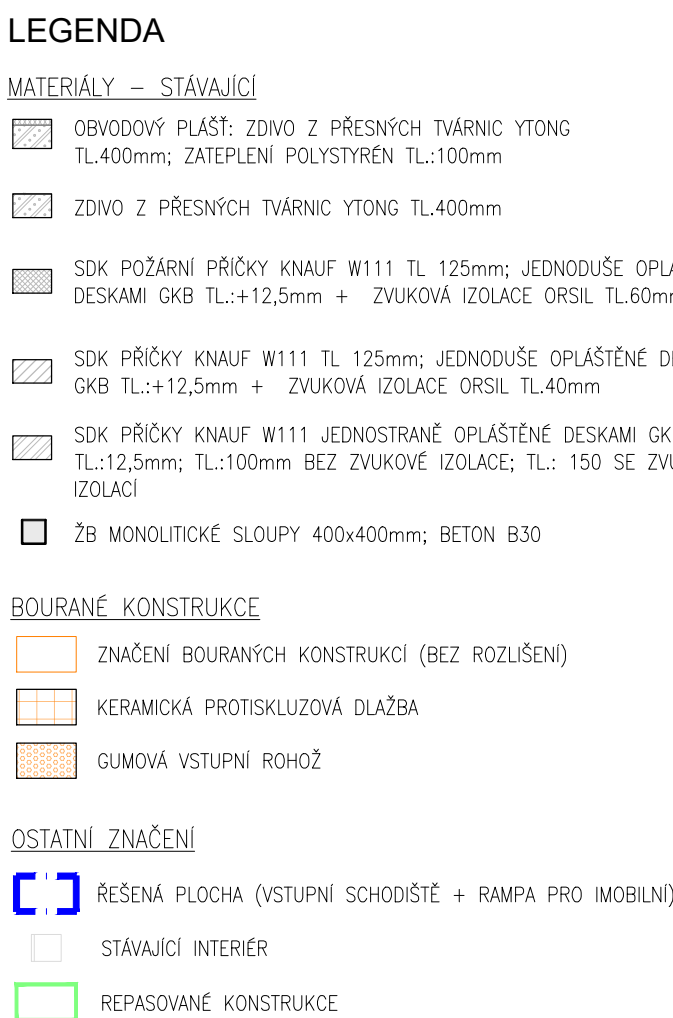 LEGENDA
MATERIÁLY – STÁVAJÍCÍ
OBVODOVÝ PLÁŠŤ: ZDIVO Z PŘESNÝCH TVÁRNIC YTONG
TL.400mm; ZATEPLENÍ POLYSTYRÉN TL.:100mm
ZDIVO Z PŘESNÝCH TVÁRNIC YTONG TL.400mm
SDK POŽÁRNÍ PŘÍČKY KNAUF W111 TL 125mm; JEDNODUŠE
DESKAMI GKB TL.:+12,5mm + ZVUKOVÁ IZOLACE ORSIL TL.60mm
SDK PŘÍČKY KNAUF W111 TL 125mm; JEDNODUŠE OPLÁŠTĚNÉ
GKB TL.:+12,5mm + ZVUKOVÁ IZOLACE ORSIL TL.40mm
SDK PŘÍČKY KNAUF W111 JEDNOSTRANĚ OPLÁŠTĚNÉ DESKAMI
TL.:12,5mm; TL.:100mm BEZ ZVUKOVÉ IZOLACE; TL.: 150 SE
IZOLACÍ
ŽB MONOLITICKÉ SLOUPY 400x400mm; BETON B30
BOURANÉ KONSTRUKCE
ZNAČENÍ BOURANÝCH KONSTRUKCÍ (BEZ ROZLIŠENÍ)
KERAMICKÁ PROTISKLUZOVÁ DLAŽBA
GUMOVÁ VSTUPNÍ ROHOŽ
OSTATNÍ ZNAČENÍ
ŘEŠENÁ PLOCHA (VSTUPNÍ SCHODIŠTĚ + RAMPA PRO IMOBILNÍ)
STÁVAJÍCÍ INTERIÉR
REPASOVANÉ KONSTRUKCE